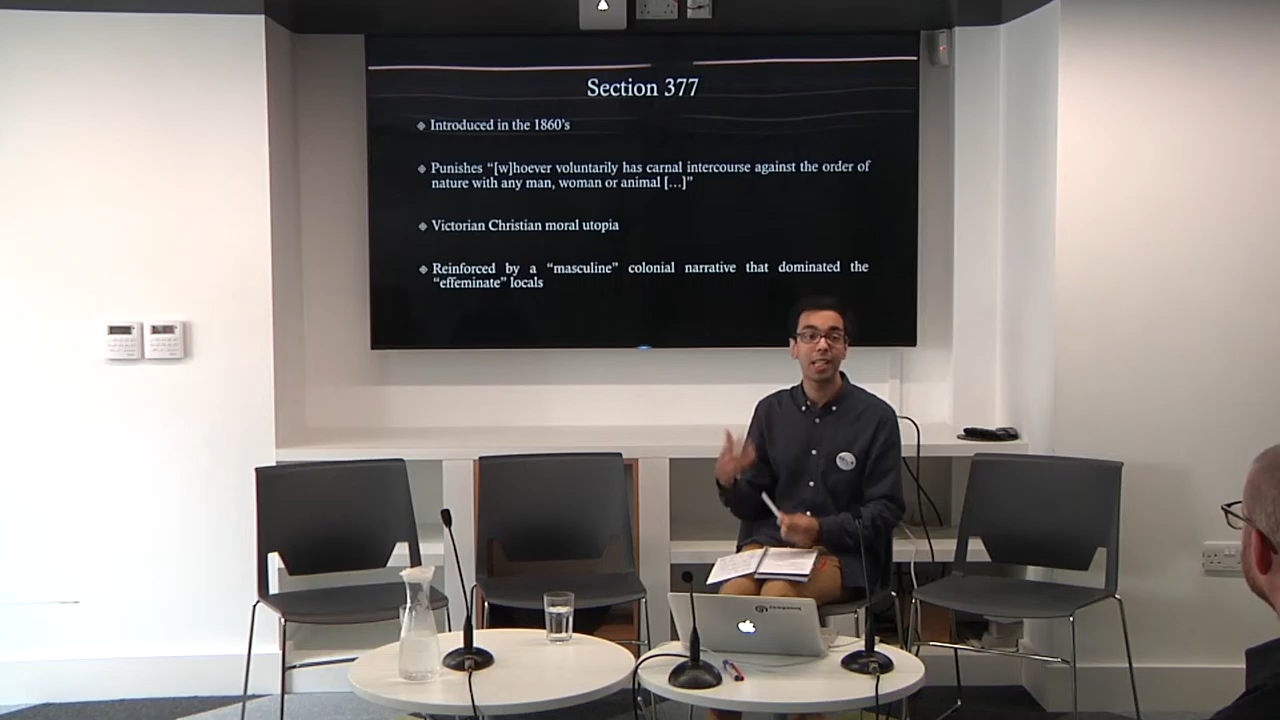 Section 377
Introduced in the 1860's
Punishes “[w]hoever voluntarily has carnal intercourse against the order of
nature with any man, woman or animal […]”
Victorian Christian moral utopia
Reinforced by a “masculine” colonial narrative that dominated the
“effeminate” locals